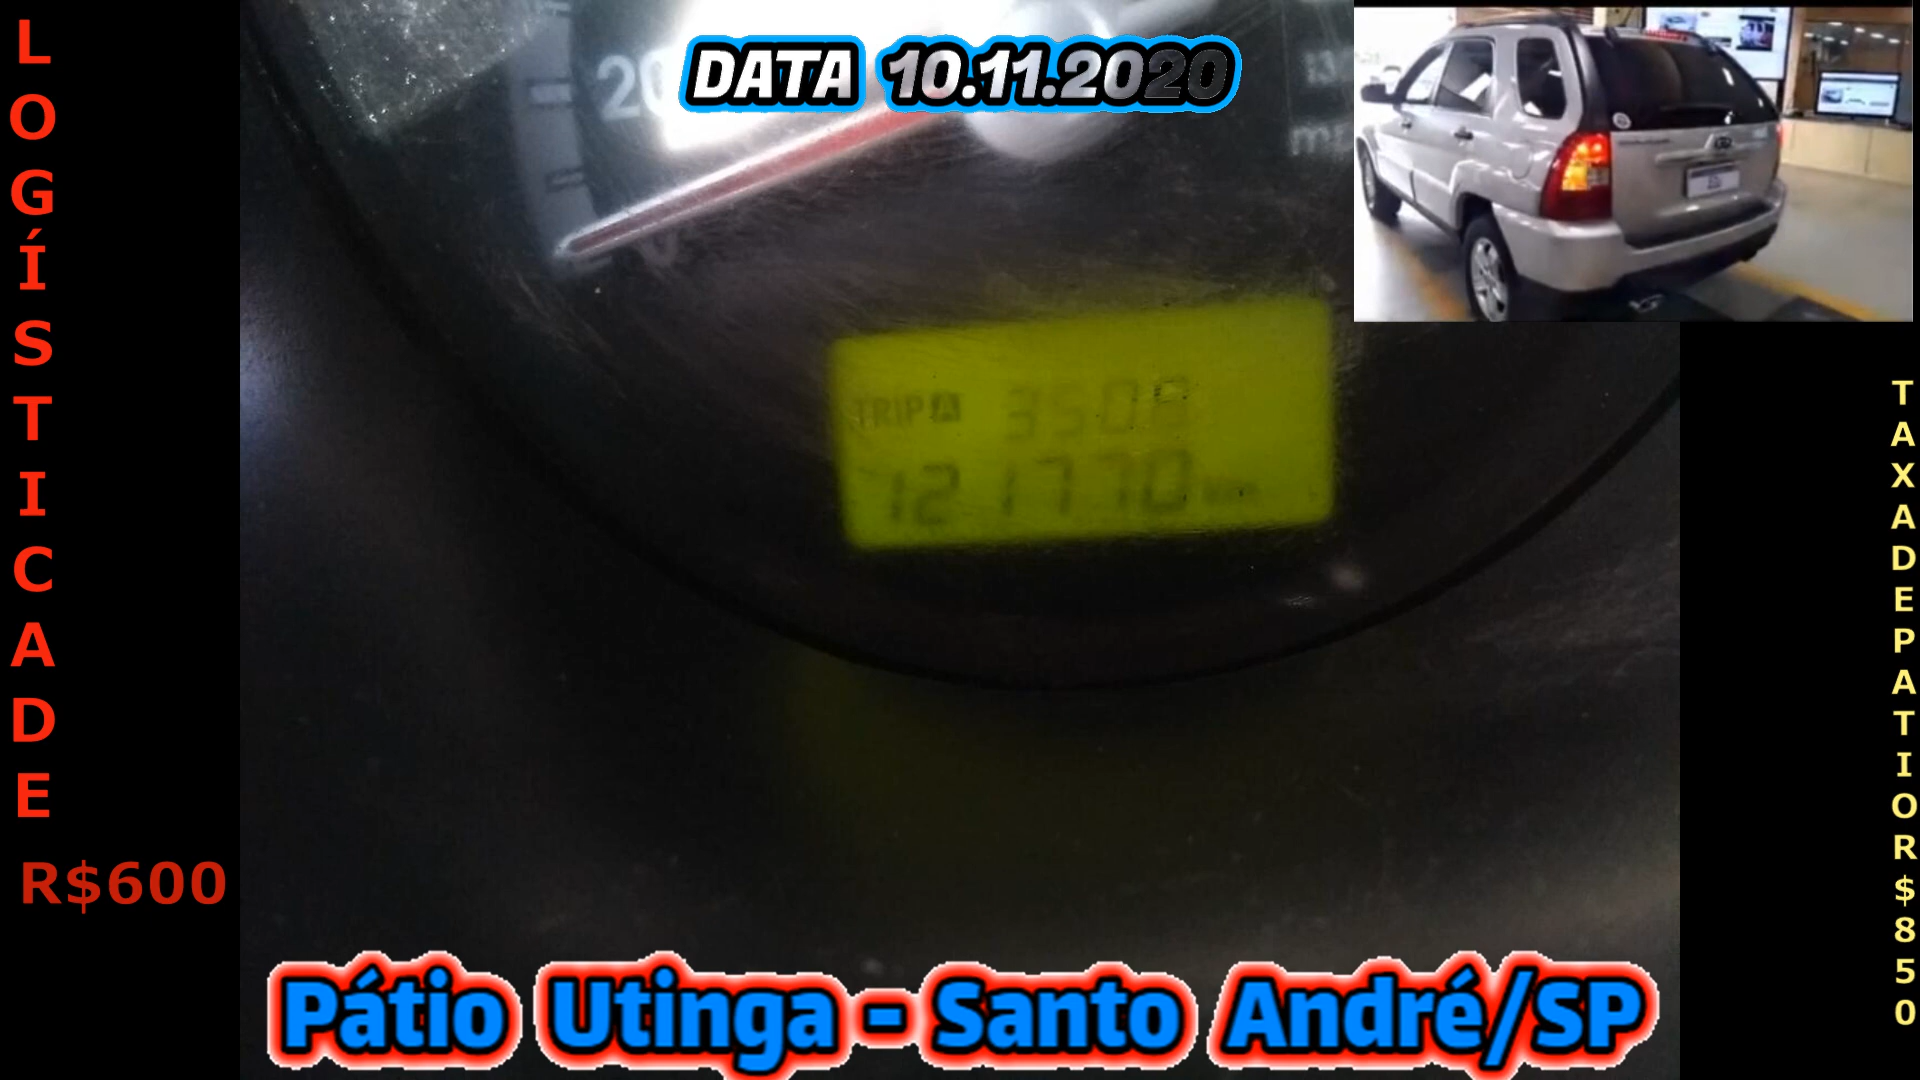 DATA 10.11.2020
LOGÍSTICA DE
R$600
20
TRIP A 350.8
121770 km
TAXA DE PATIO R$850
Pátio Utinga - Santo André/SP